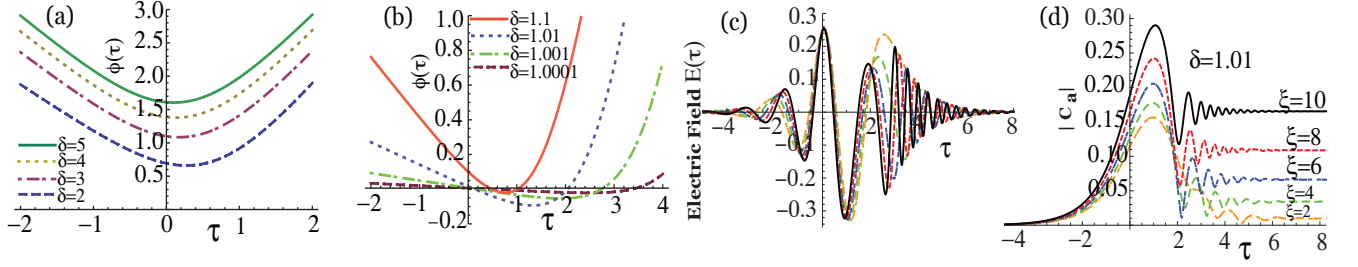 (a)
ϕ(τ)
3.0
2.5
2.0
1.5
1.0
0.5
δ=5
δ=4
δ=3
δ=2
−2 −1 0 1 2
τ
(b)
ϕ(τ)
1.0
0.8
0.6
0.4
0.2
−0.2
δ=1.1
δ=1.01
δ=1.001
δ=1.0001
−2 −1 0 1 2 3 4
τ
(c)
Electric Field E(τ)
0.3
0.2
0.1
−0.1
−0.2
−0.3
−2 2 4 6 8
τ
(d)
| C a|
0.30
0.25
0.20
0.15
0.10
0.05
δ=1.01
ξ=10
ξ=8
ξ=6
ξ=4
ξ=2
−4 −2 0 2 4 6 8
τ